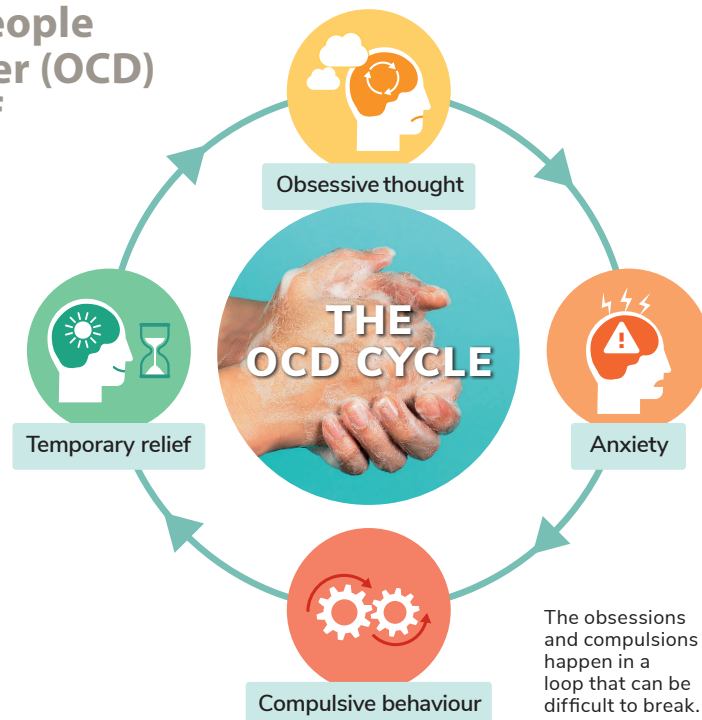 eople
er (OCD)
Obsessive thought
THE
OCD CYCLE
Temporary relief
Anxiety
Compulsive behaviour
The obsessions
and compulsions
happen in a
loop that can be
difficult to break.